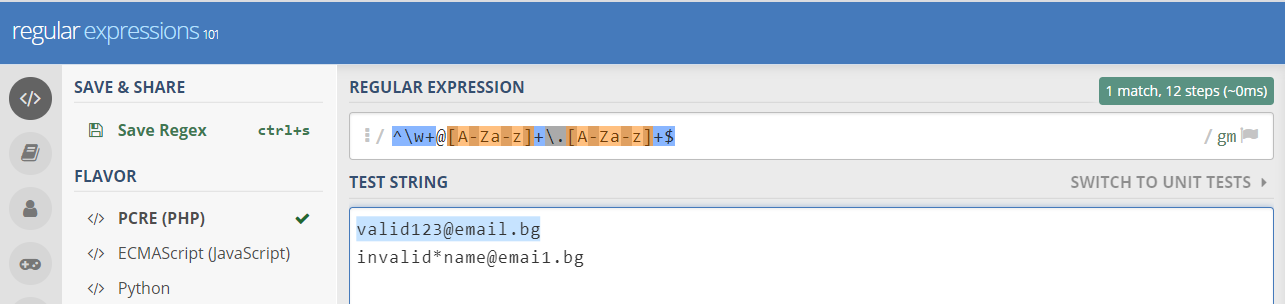 regular expressions 101
SAVE & SHARE
Save Regex ctrl+s
FLAVOR
</> PCRE (PHP)
</> ECMAScript (JavaScript)
</> Python
REGULAR EXPRESSION
1 match, 12 steps (~0ms)
/ ^\w+@[A-Za-z]+\.[A-Za-z]+$ / gm
TEST STRING
SWITCH TO UNIT TESTS
valid123@email.bg
invalid*name@emai1.bg